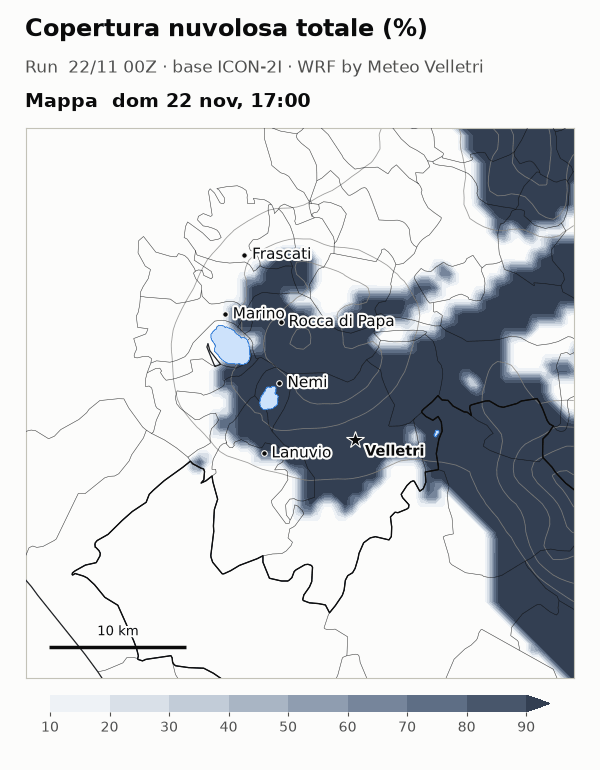 Copertura nuvolosa totale (%)
Run  22/11 00Z · base ICON-2I · WRF by Meteo Velletri
Mappa  dom 22 nov, 17:00
Frascati
Marino
Rocca di Papa
Nemi
Velletri
Lanuvio
10 km
10 20 30 40 50 60 70 80 90